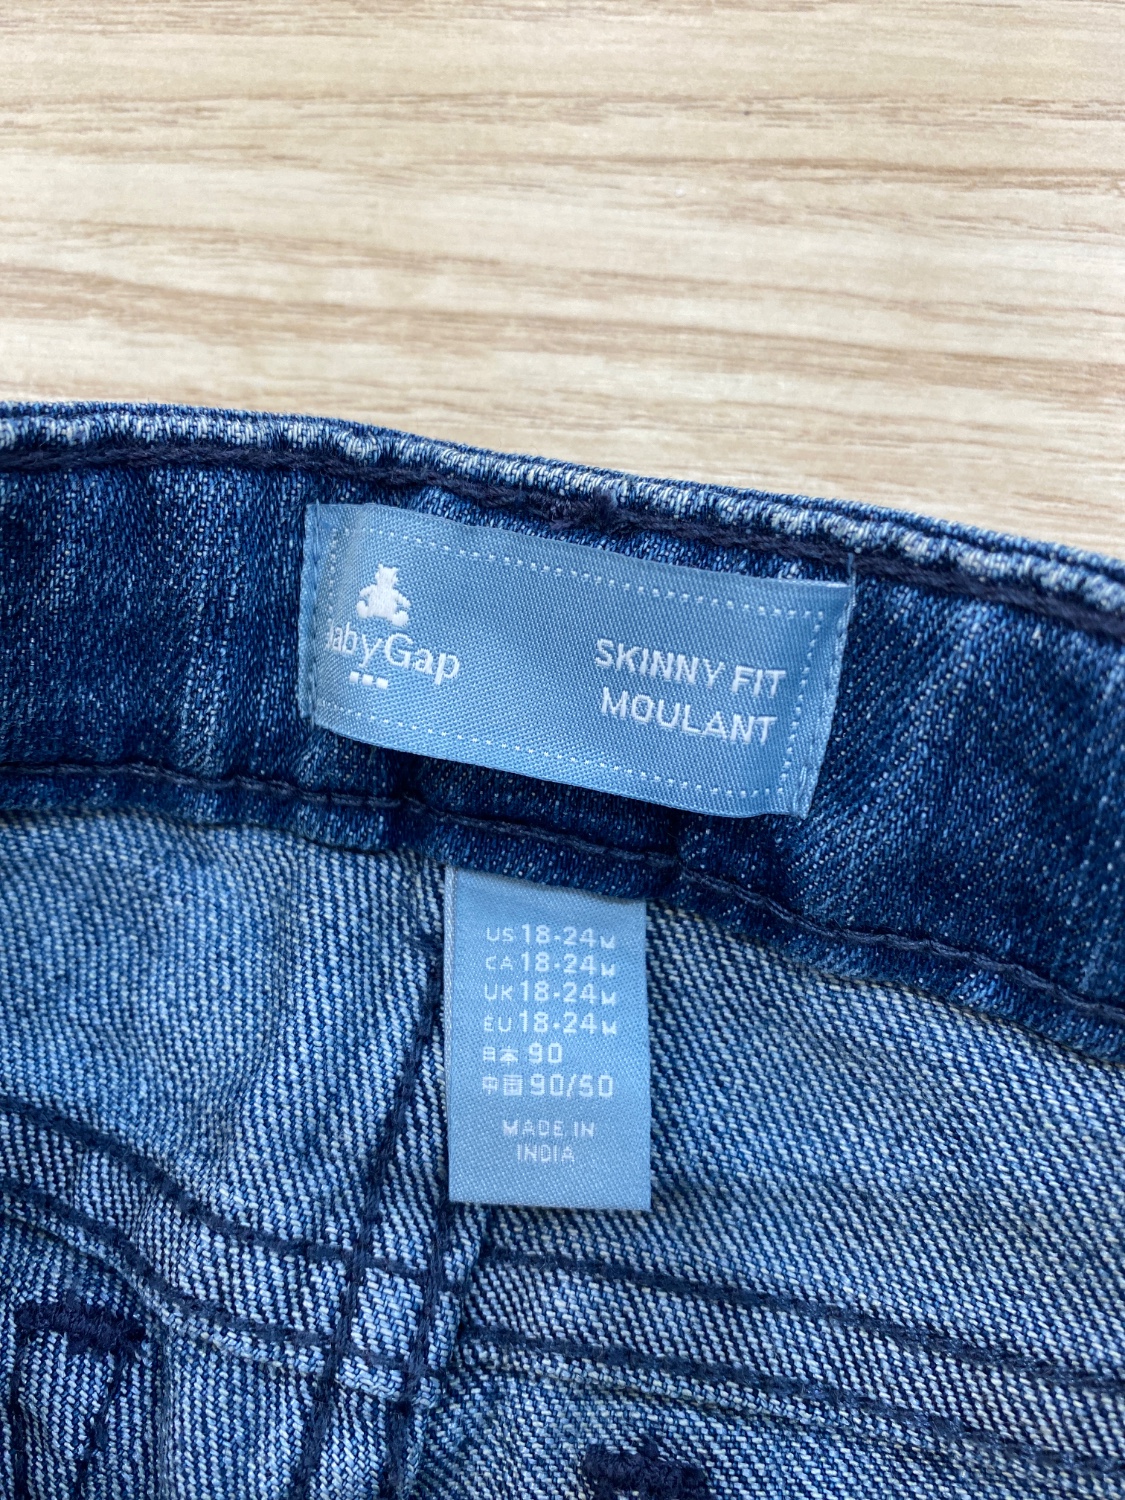 babyGap
SKINNY FIT
MOULANT
US 18-24M
CA 18-24M
UK 18-24M
EU 18-24M
日本 90
中国 90/50
MADE IN
INDIA